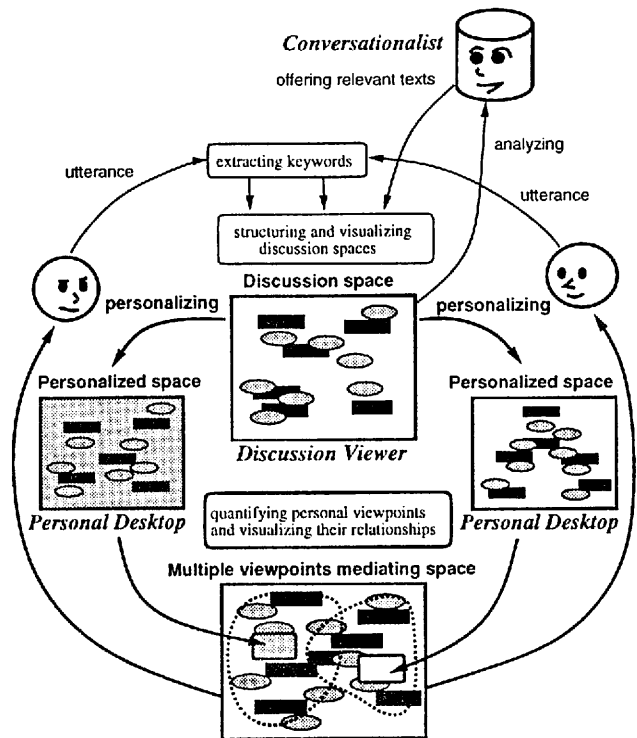 Conversationalist
offering relevant texts
analyzing
extracting keywords
utterance
utterance
structuring and visualizing
discussion spaces
Discussion space
personalizing
personalizing
Personalized space
Personalized space
Discussion Viewer
Personal Desktop
Personal Desktop
quantifying personal viewpoints
and visualizing their relationships
Multiple viewpoints mediating space